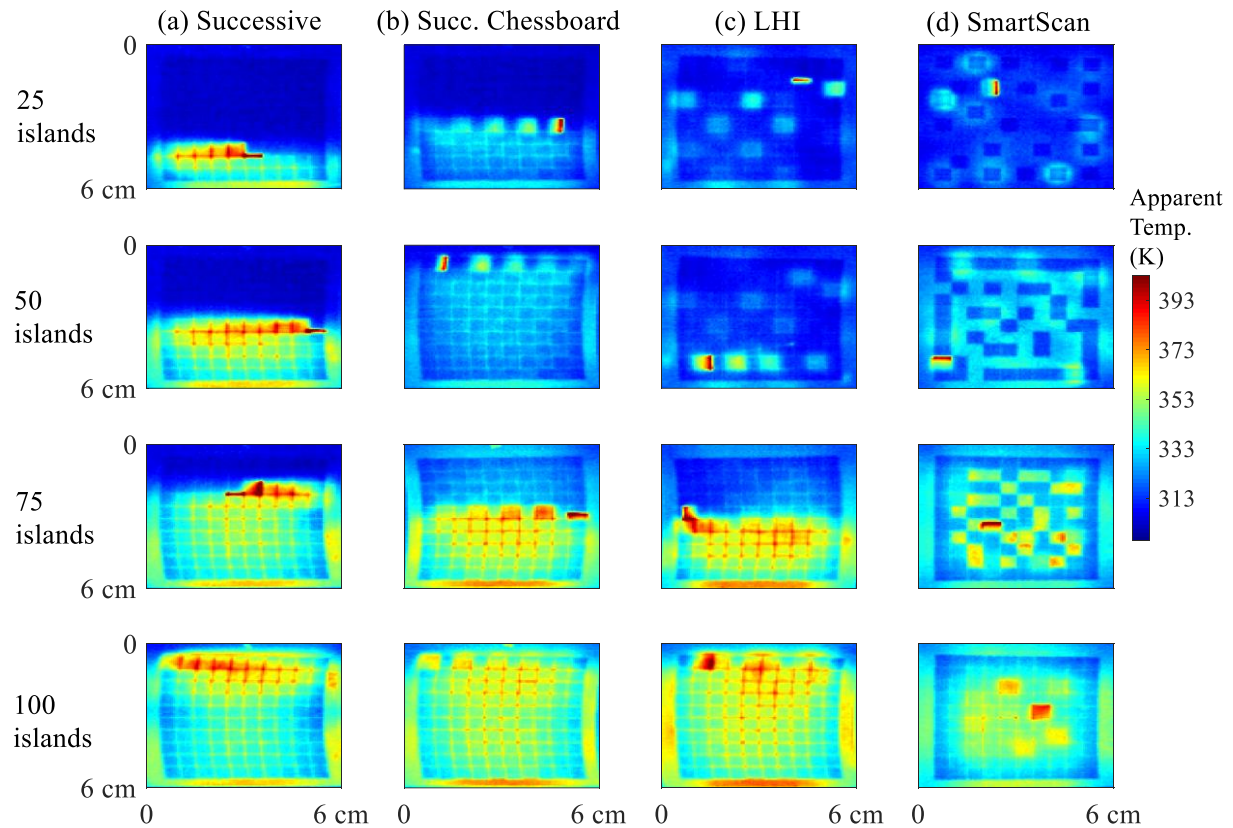 (a) Successive (b) Succ. Chessboard (c) LHI (d) SmartScan
0
25
islands
6 cm
Apparent
Temp.
(K)
0
50
islands
6 cm
393
373
353
333
313
0
75
islands
6 cm
0
100
islands
6 cm
0 6 cm 0 6 cm 0 6 cm 0 6 cm